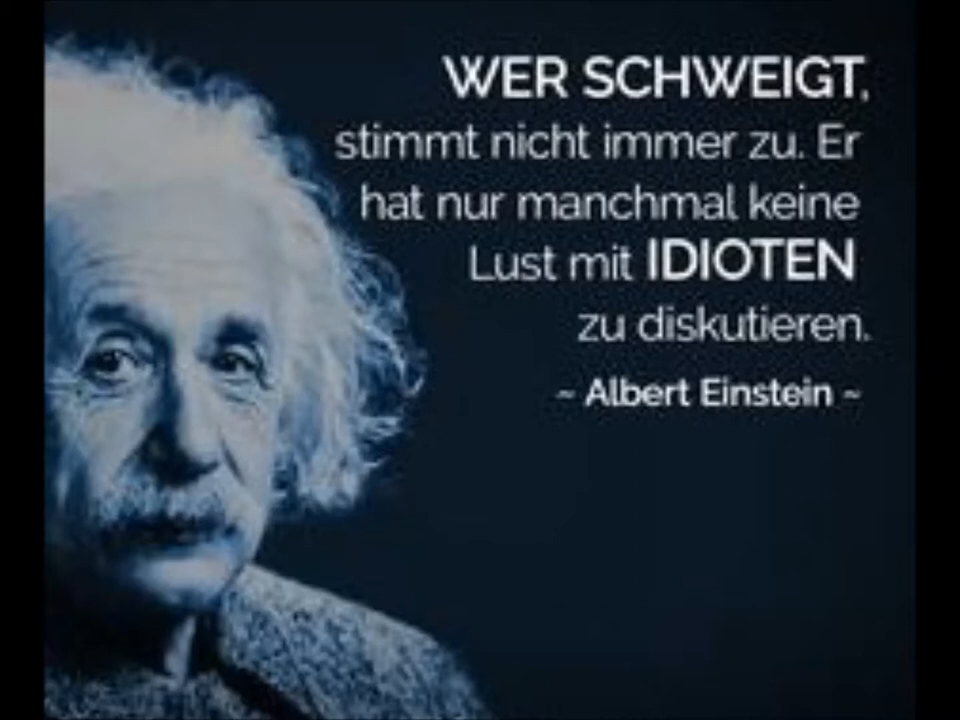 WER SCHWEIGT,
stimmt nicht immer zu. Er
hat nur manchmal keine
Lust mit IDIOTEN
zu diskutieren.
~ Albert Einstein ~